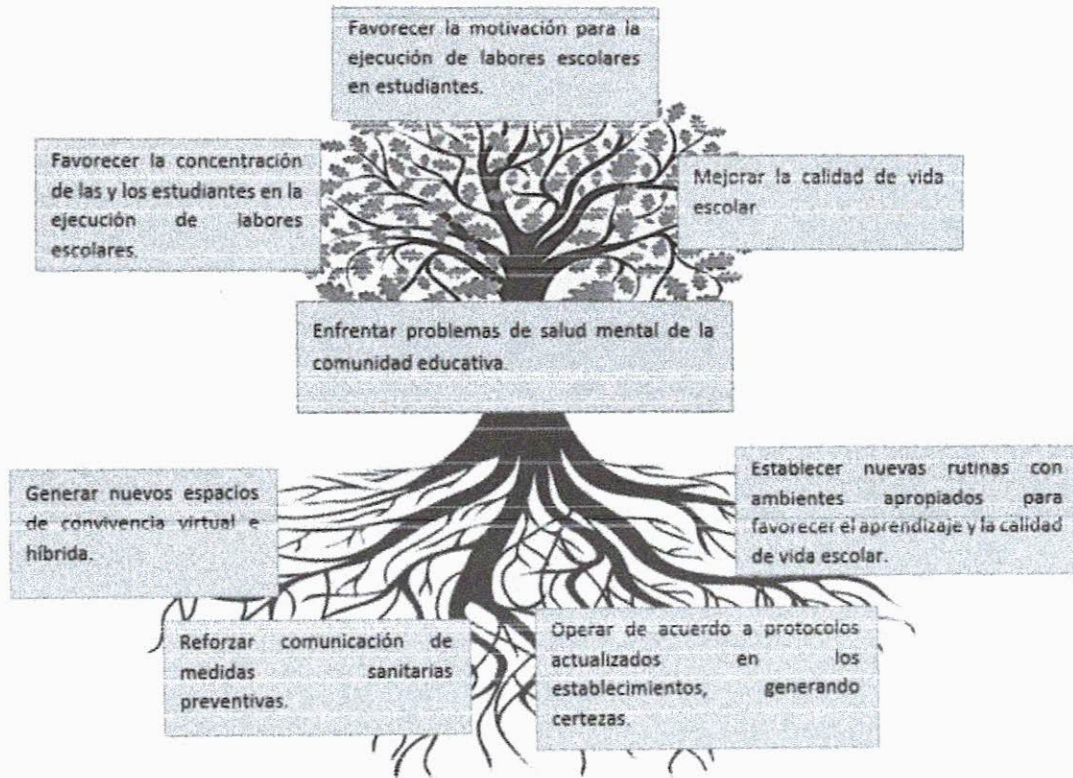 Favorecer la motivación para la
ejecución de labores escolares
en estudiantes.
Favorecer la concentración
de las y los estudiantes en la
ejecución de labores
escolares.
Mejorar la calidad de vida
escolar
Enfrentar problemas de salud mental de la
comunidad educativa.
Generar nuevos espacios
de convivencia virtual e
híbrida.
Establecer nuevas rutinas con
ambientes apropiados para
favorecer el aprendizaje y la calidad
de vida escolar.
Reforzar comunicación de
medidas sanitarias
preventivas.
Operar de acuerdo a protocolos
actualizados en los
establecimientos, generando
certezas.